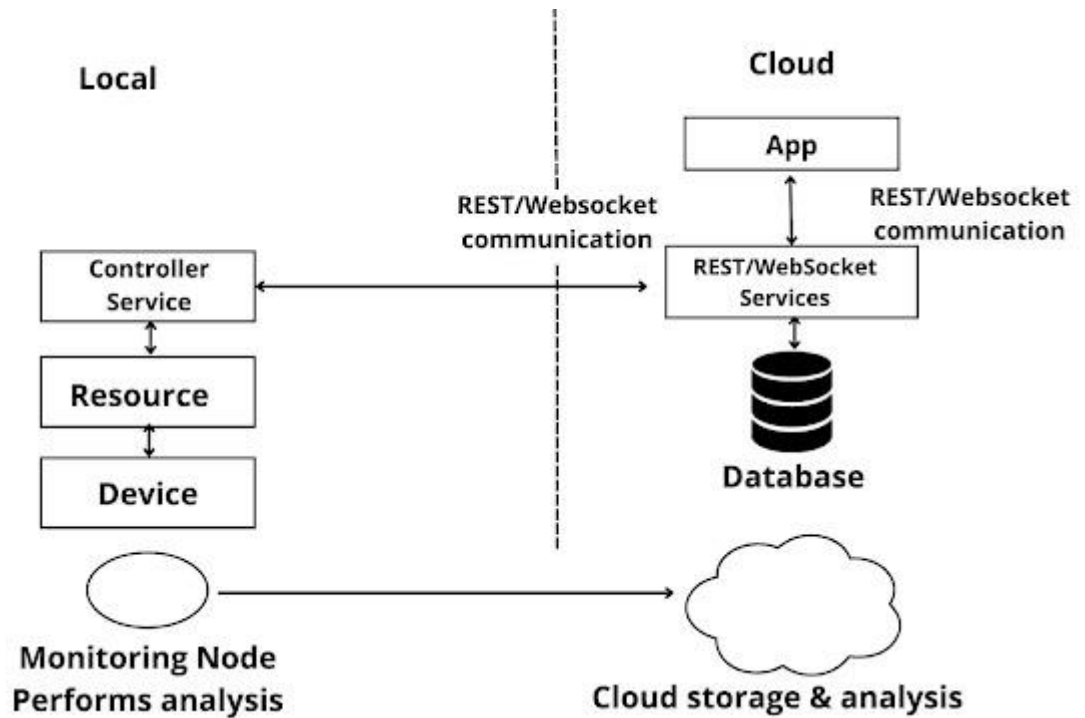 Local
Cloud
App
REST/Websocket
communication
REST/Websocket
communication
Controller
Service
REST/WebSocket
Services
Resource
Device
Database
Monitoring Node
Performs analysis
Cloud storage & analysis